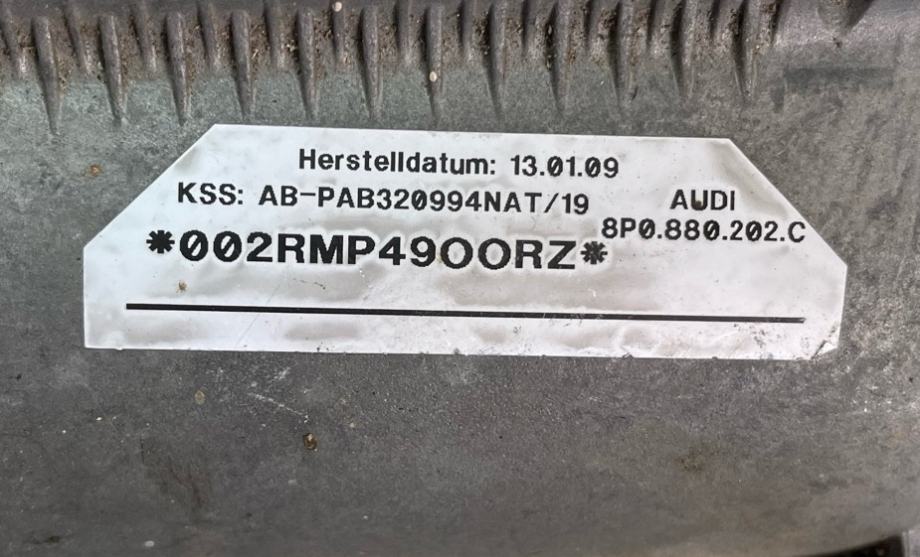 Herstelldatum: 13.01.09
KSS: AB-PAB320994NAT/19
AUDI
8P0.880.202.C
*002RMP49OORZ*